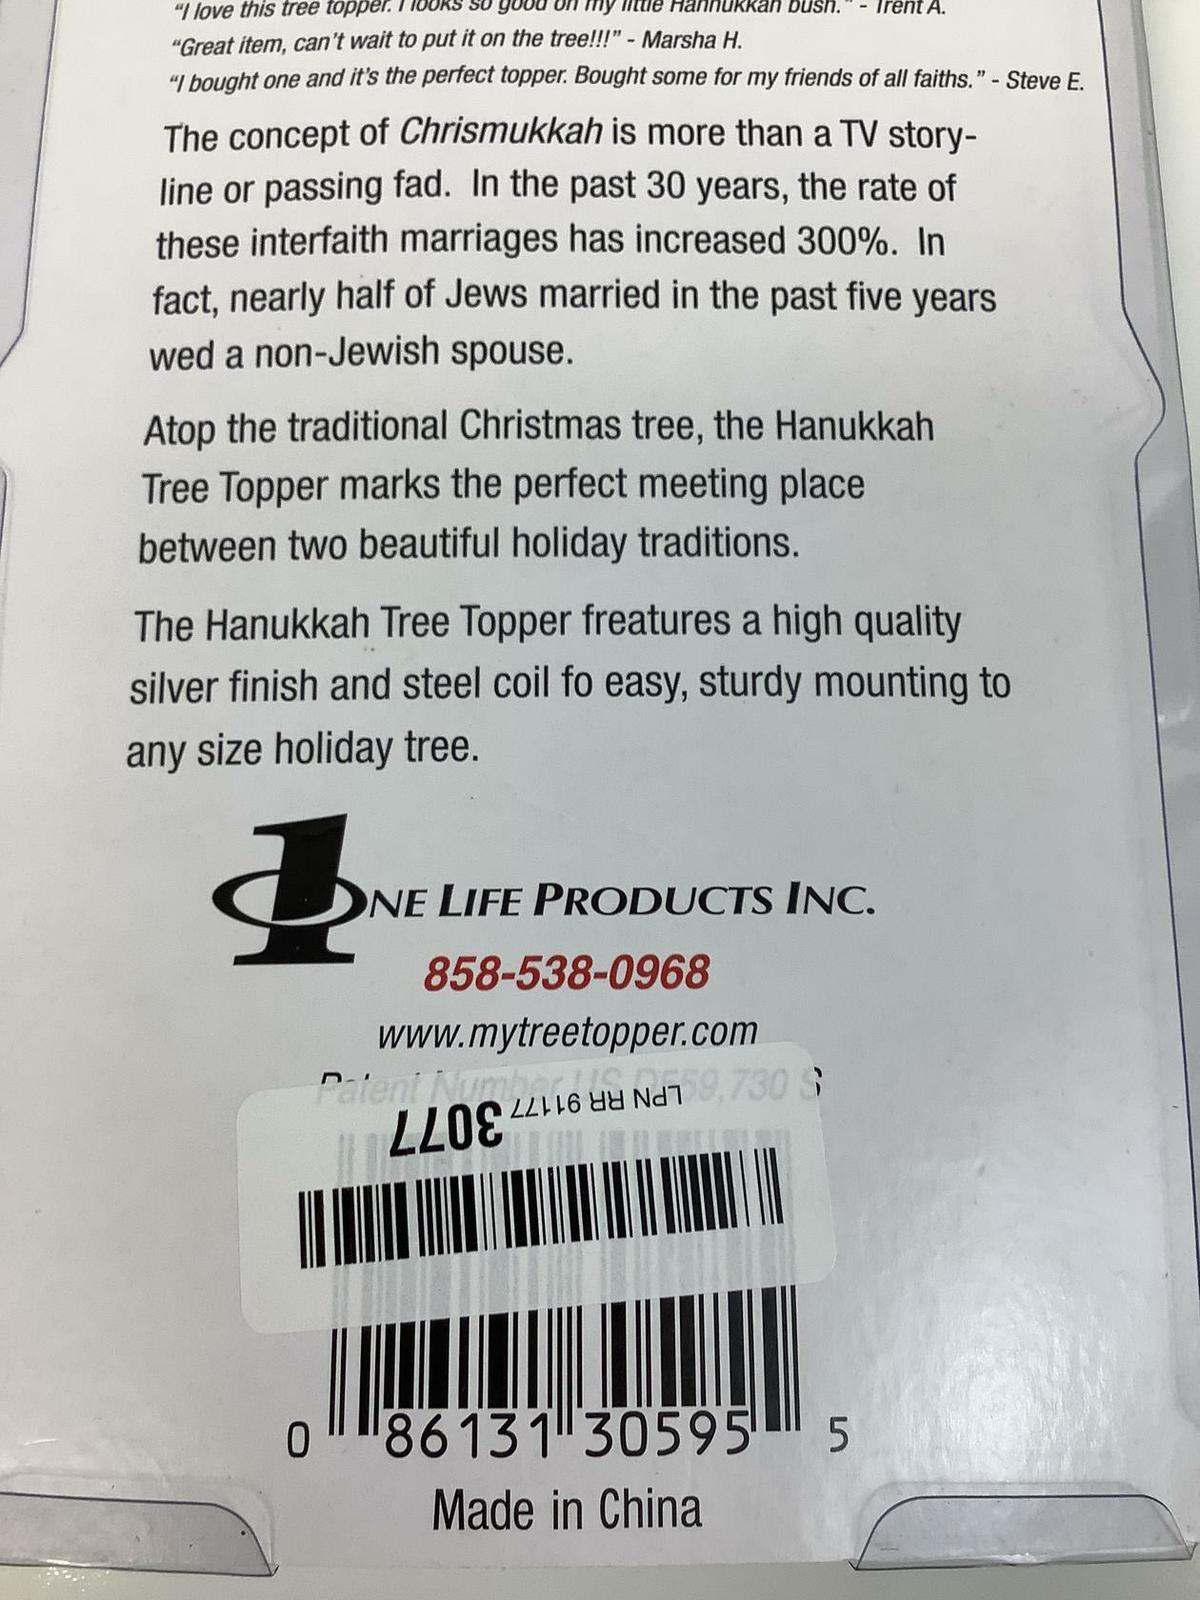 "I love this tree topper. I looks so good on my little Hannukkah bush." - Trent A.
"Great item, can't wait to put it on the tree!!!" - Marsha H.
"I bought one and it's the perfect topper. Bought some for my friends of all faiths." - Steve E.
The concept of Chrismukkah is more than a TV story-
line or passing fad. In the past 30 years, the rate of
these interfaith marriages has increased 300%. In
fact, nearly half of Jews married in the past five years
wed a non-Jewish spouse.
Atop the traditional Christmas tree, the Hanukkah
Tree Topper marks the perfect meeting place
between two beautiful holiday traditions.
The Hanukkah Tree Topper freatures a high quality
silver finish and steel coil fo easy, sturdy mounting to
any size holiday tree.
ONE LIFE PRODUCTS INC.
858-538-0968
www.mytreetopper.com
Patent Number US D559,730 S
LPN RR 91177 3077
0 86131 30595 5
Made in China